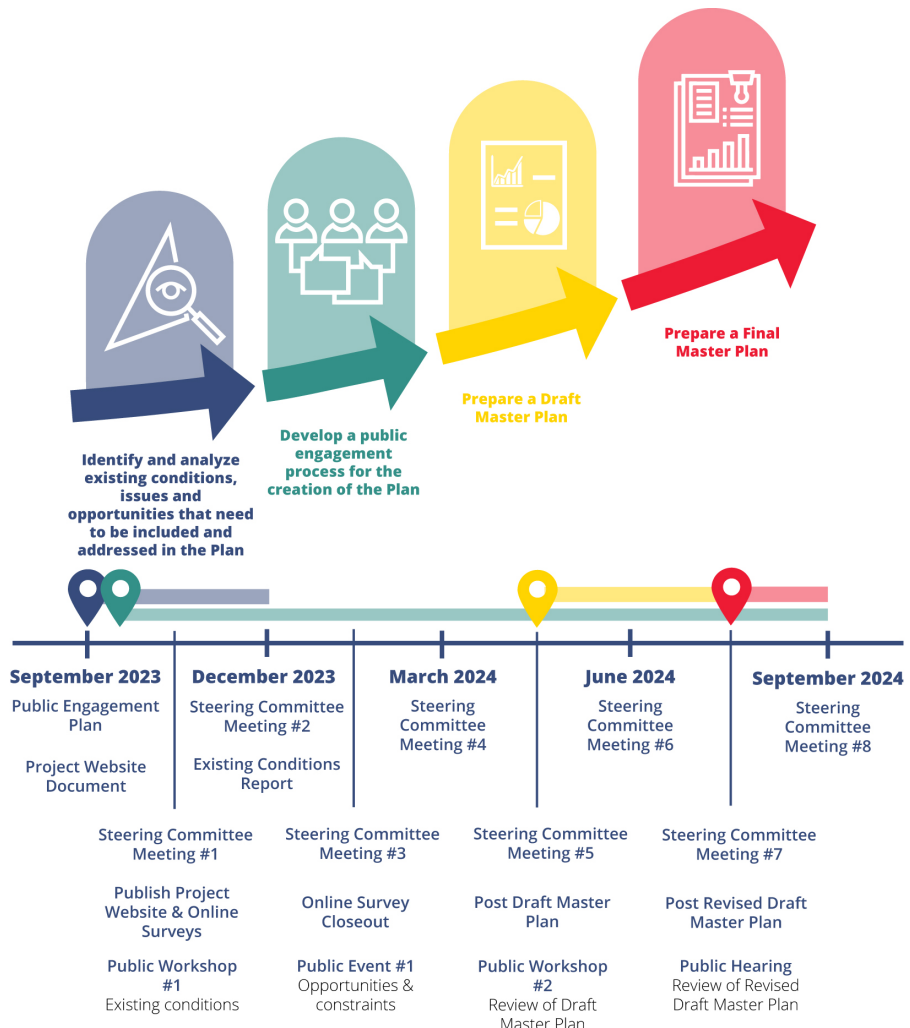 Prepare a Final
Master Plan
Prepare a Draft
Master Plan
Develop a public
engagement
process for the
creation of the Plan
Identify and analyze
existing conditions,
issues and
opportunities that need
to be included and
addressed in the Plan
September 2023
Public Engagement
Plan
Project Website
Document
December 2023
Steering Committee
Meeting #2
Existing Conditions
Report
March 2024
Steering
Committee
Meeting #4
June 2024
Steering
Committee
Meeting #6
September 2024
Steering
Committee
Meeting #8
Steering Committee
Meeting #1
Publish Project
Website & Online
Surveys
Public Workshop
#1
Existing conditions
Steering Committee
Meeting #3
Online Survey
Closeout
Public Event #1
Opportunities &
constraints
Steering Committee
Meeting #5
Post Draft Master
Plan
Public Workshop
#2
Review of Draft
Master Plan
Steering Committee
Meeting #7
Post Revised Draft
Master Plan
Public Hearing
Review of Revised
Draft Master Plan